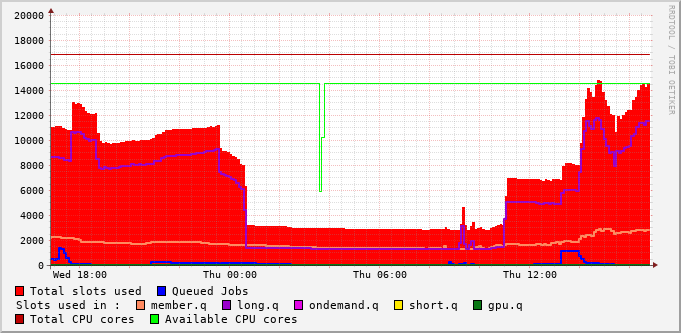 20000
18000
16000
14000
12000
10000
8000
6000
4000
2000
0
Wed 18:00 Thu 00:00 Thu 06:00 Thu 12:00
RRDTOOL / TOBI OETIKER
Total slots used Queued Jobs
Slots used in : member.q long.q ondemand.q short.q gpu.q
Total CPU cores Available CPU cores